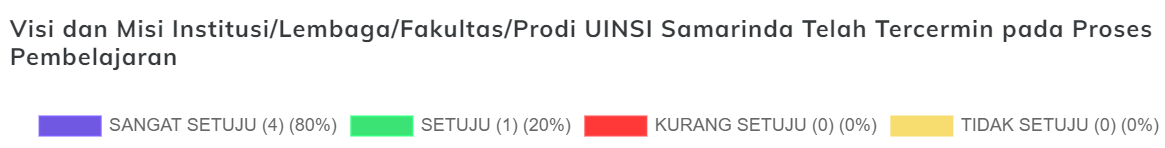 Visi dan Misi Institusi/Lembaga/Fakultas/Prodi UINSI Samarinda Telah Tercermin pada Proses
Pembelajaran
SANGAT SETUJU (4) (80%) SETUJU (1) (20%) KURANG SETUJU (0) (0%) TIDAK SETUJU (0) (0%)